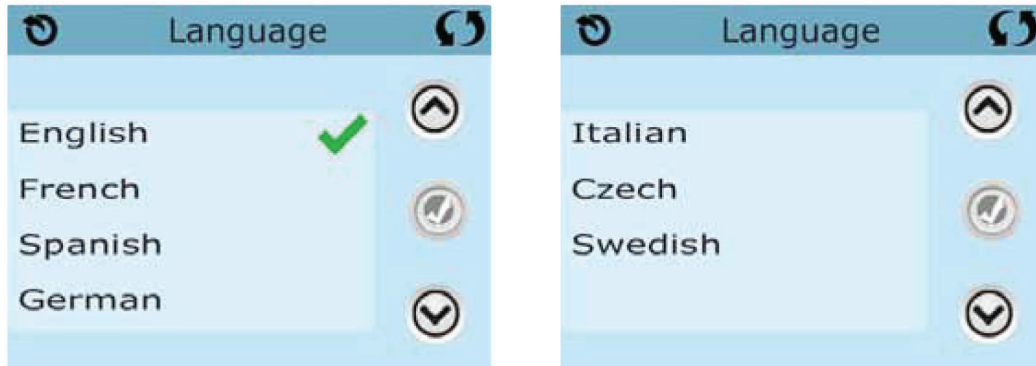 Language
English
French
Spanish
German
Language
Italian
Czech
Swedish